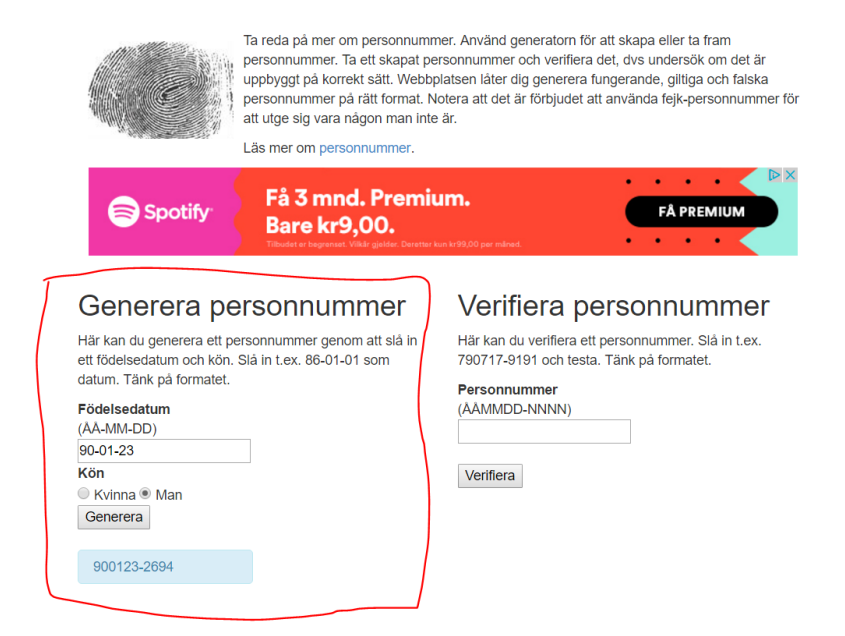 Ta reda på mer om personnummer. Använd generatorn för att skapa eller ta fram
personnummer. Ta ett skapat personnummer och verifiera det, dvs undersök om det är
uppbyggt på korrekt sätt. Webbplatsen låter dig generera fungerande, giltiga och falska
personnummer på rätt format. Notera att det är förbjudet att använda fejk-personnummer för
att utge sig vara någon man inte är.
Läs mer om personnummer.
Spotify
Få 3 mnd. Premium.
Bare kr9,00.
Tilbudet er begrenset. Vilkår gjelder. Deretter kun kr99,00 per måned.
FÅ PREMIUM
Generera personnummer
Här kan du generera ett personnummer genom att slå in
ett födelsedatum och kön. Slå in t.ex. 86-01-01 som
datum. Tänk på formatet.
Födelsedatum
(ÅÅ-MM-DD)
90-01-23
Kön
Kvinna Man
Generera
900123-2694
Verifiera personnummer
Här kan du verifiera ett personnummer. Slå in t.ex.
790717-9191 och testa. Tänk på formatet.
Personnummer
(ÅÅMMDD-NNNN)
Verifiera